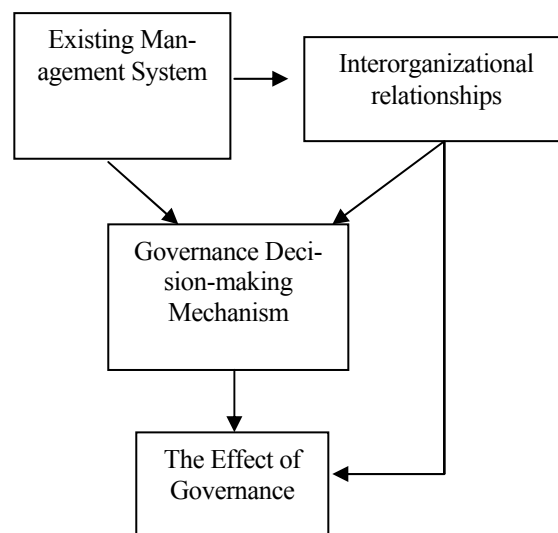 Existing Man-
agement System
Interorganizational
relationships
Governance Deci-
sion-making
Mechanism
The Effect of
Governance